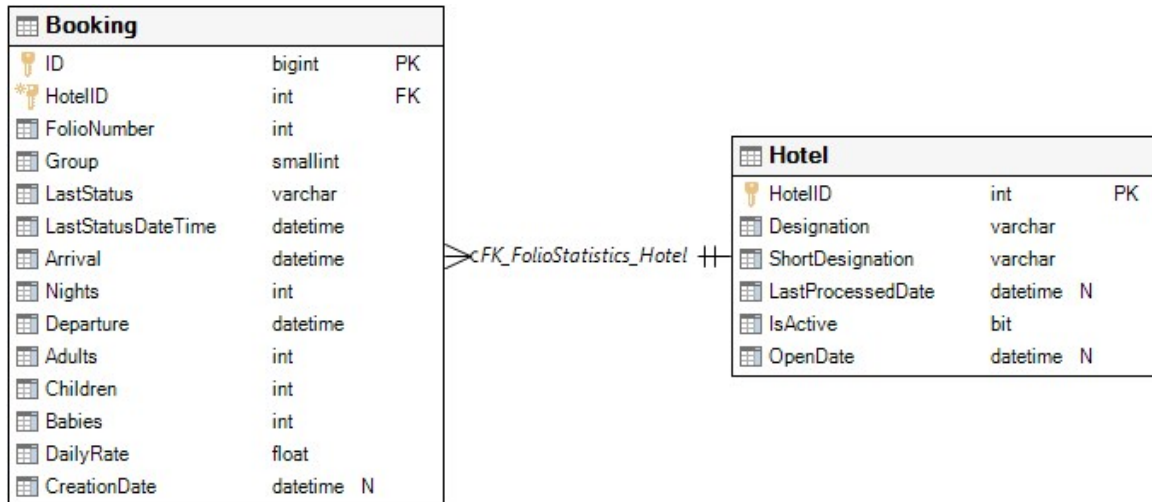 Booking
ID bigint PK
HotelID int FK
FolioNumber int
Group smallint
LastStatus varchar
LastStatusDateTime datetime
Arrival datetime
Nights int
Departure datetime
Adults int
Children int
Babies int
DailyRate float
CreationDate datetime N
cFK_FolioStatistics_Hotel
Hotel
HotelID int PK
Designation varchar
ShortDesignation varchar
LastProcessedDate datetime N
IsActive bit
OpenDate datetime N